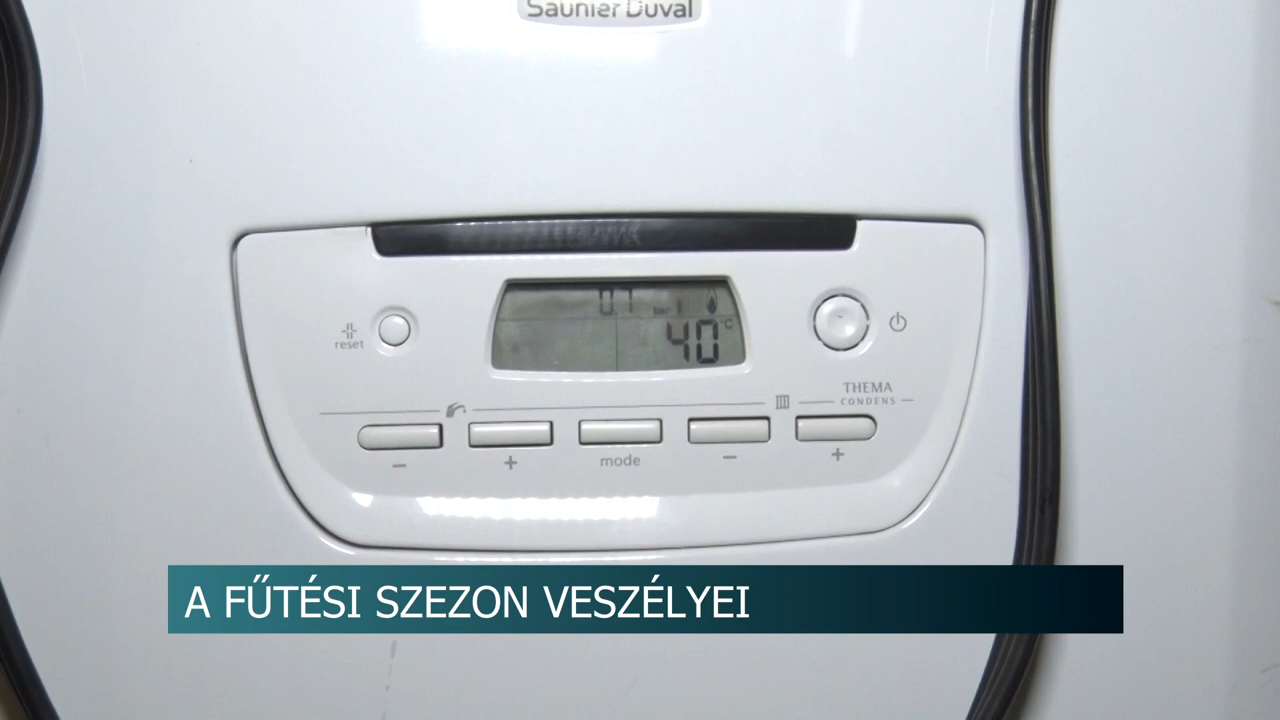 Saunier Duval
0.7 bar
40 °C
reset
THEMA
CONDENS
− + mode − +
A FŰTÉSI SZEZON VESZÉLYEI